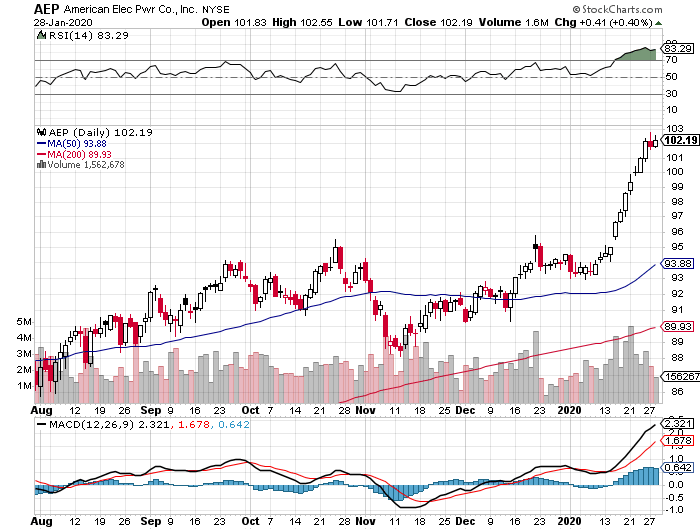 AEP American Elec Pwr Co., Inc. NYSE © StockCharts.com
28-Jan-2020 Open 101.83 High 102.55 Low 101.71 Close 102.19 Volume 1.6M Chg +0.41 (+0.40%)
RSI(14) 83.29
90
83.29
70
50
30
10
AEP (Daily) 102.19
MA(50) 93.88
MA(200) 89.93
Volume 1,562,678
103
102.19
101
100
99
98
97
96
95
93.88
93
92
91
89.93
89
88
87
156267
86
5M
4M
3M
2M
1M
Aug 12 19 26 Sep 9 16 23 Oct 7 14 21 28 Nov 11 18 25 Dec 9 16 23 2020 13 21 27
MACD(12,26,9) 2.321, 1.678, 0.642
2.321
2.0
1.678
1.0
0.642
0.0
-0.5
-1.0
Aug 12 19 26 Sep 9 16 23 Oct 7 14 21 28 Nov 11 18 25 Dec 9 16 23 2020 13 21 27